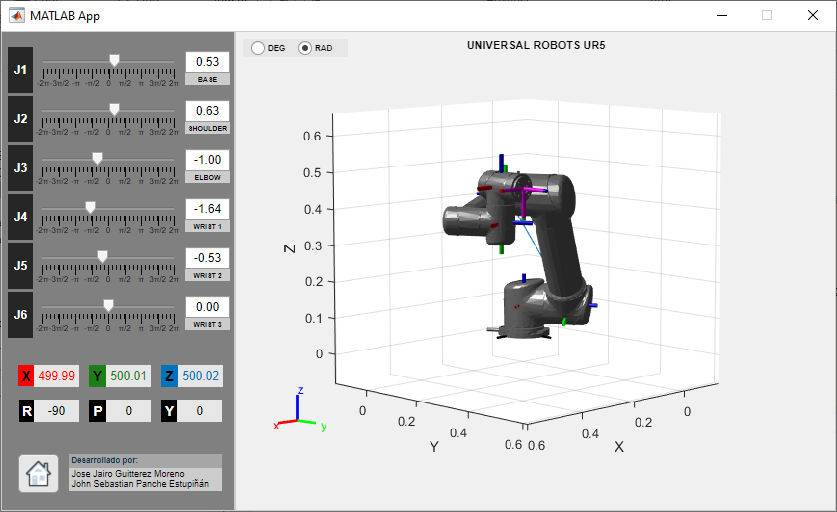 MATLAB App
DEG RAD
UNIVERSAL ROBOTS UR5
J1 0.53
-2π -3π/2 -π -π/2 0 π/2 π 3π/2 2π BASE
J2 0.63
-2π -3π/2 -π -π/2 0 π/2 π 3π/2 2π SHOULDER
J3 -1.00
-2π -3π/2 -π -π/2 0 π/2 π 3π/2 2π ELBOW
J4 -1.64
-2π -3π/2 -π -π/2 0 π/2 π 3π/2 2π WRIST 1
J5 -0.53
-2π -3π/2 -π -π/2 0 π/2 π 3π/2 2π WRIST 2
J6 0.00
-2π -3π/2 -π -π/2 0 π/2 π 3π/2 2π WRIST 3
X 499.99 Y 500.01 Z 500.02
R -90 P 0 Y 0
Desarrollado por:
Jose Jairo Guitterez Moreno
John Sebastian Panche Estupiñán
0.6
0.5
0.4
Z 0.3
0.2
0.1
0
0 0.2 0.4 0.6 0.6 0.4 0.2 0
Y X
z
x y